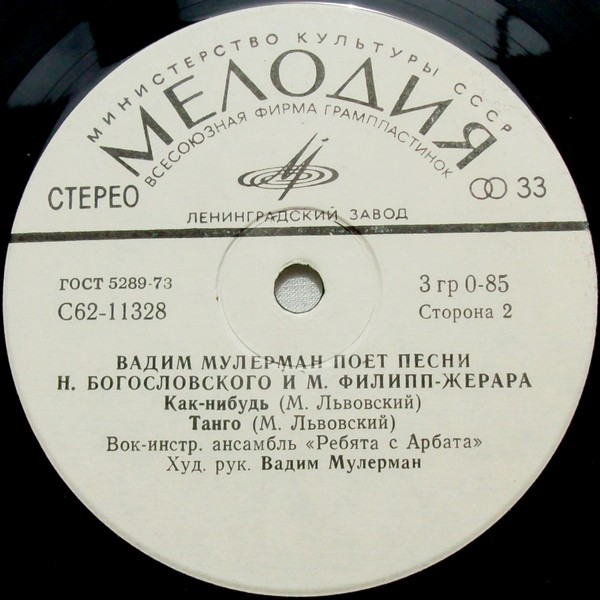 МИНИСТЕРСТВО КУЛЬТУРЫ СССР
МЕЛОДИЯ
ВСЕСОЮЗНАЯ ФИРМА ГРАМПЛАСТИНОК
СТЕРЕО
33
ЛЕНИНГРАДСКИЙ ЗАВОД
ГОСТ 5289-73
3 гр 0-85
С62-11328
Сторона 2
ВАДИМ МУЛЕРМАН ПОЕТ ПЕСНИ
Н. БОГОСЛОВСКОГО И М. ФИЛИПП-ЖЕРАРА
Как-нибудь (М. Львовский)
Танго (М. Львовский)
Вок-инстр. ансамбль «Ребята с Арбата»
Худ. рук. Вадим Мулерман